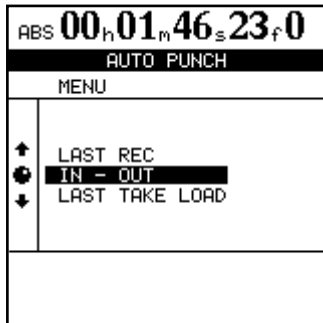 ABS 00h01m46s23f0
AUTO PUNCH
MENU
LAST REC
IN - OUT
LAST TAKE LOAD